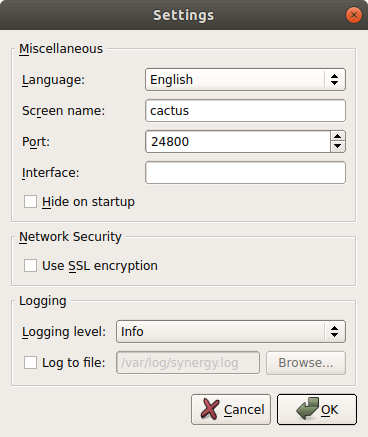 Settings
Miscellaneous
Language: English
Screen name: cactus
Port: 24800
Interface:
Hide on startup
Network Security
Use SSL encryption
Logging
Logging level: Info
Log to file: /var/log/synergy.log Browse...
Cancel OK